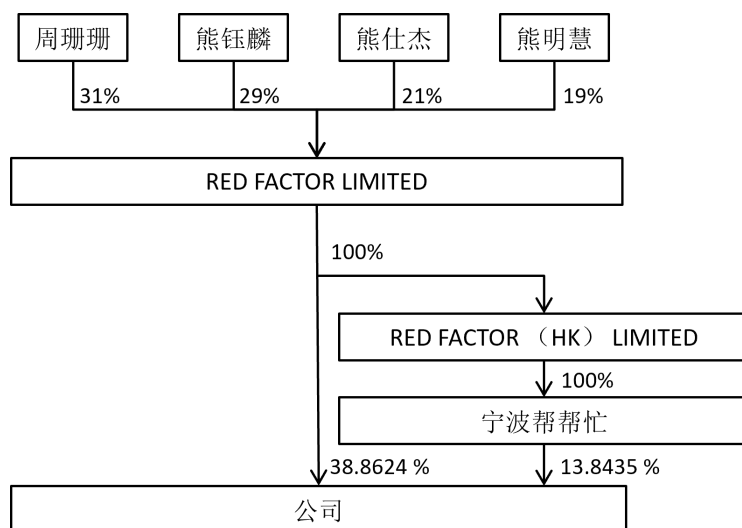 周珊珊 熊钰麟 熊仕杰 熊明慧
31% 29% 21% 19%
RED FACTOR LIMITED
100%
RED FACTOR （HK） LIMITED
100%
宁波帮帮忙
38.8624 % 13.8435 %
公司